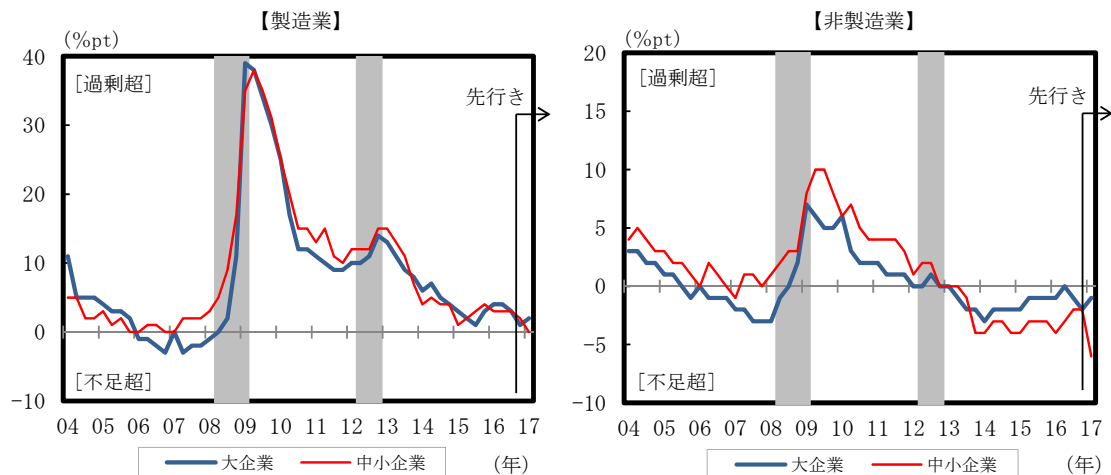 【製造業】
(%pt)
40
30
20
10
0
-10
［過剰超］
先行き
［不足超］
04 05 06 07 08 09 10 11 12 13 14 15 16 17
大企業 中小企業 (年)
【非製造業】
(%pt)
20
15
10
5
0
-5
-10
［過剰超］
先行き
［不足超］
04 05 06 07 08 09 10 11 12 13 14 15 16 17
大企業 中小企業 (年)